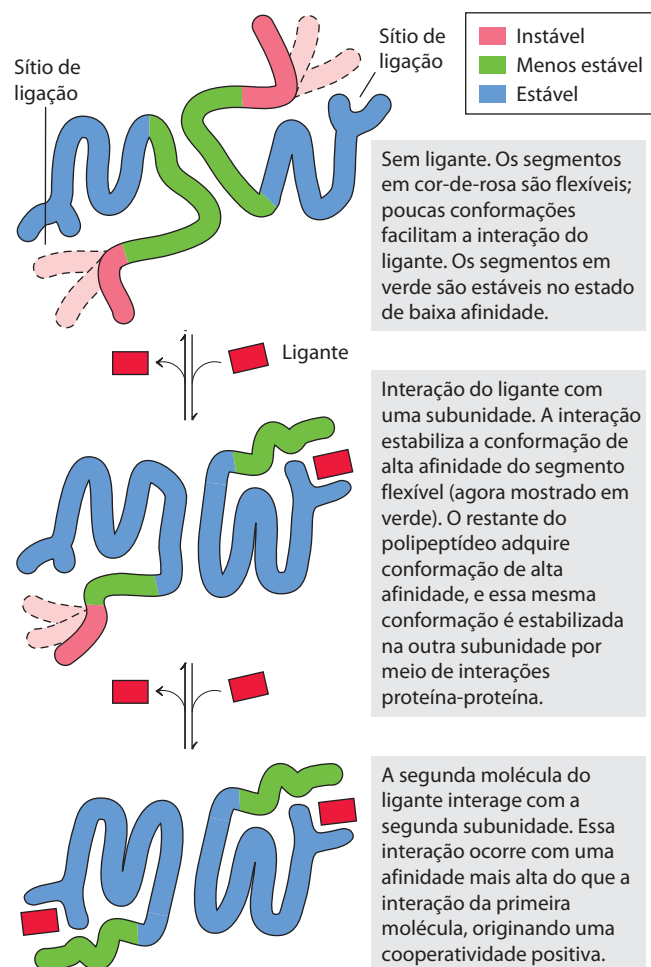 Sítio de
ligação
Sítio de
ligação
Instável
Menos estável
Estável
Sem ligante. Os segmentos
em cor-de-rosa são flexíveis;
poucas conformações
facilitam a interação do
ligante. Os segmentos em
verde são estáveis no estado
de baixa afinidade.
Ligante
Interação do ligante com
uma subunidade. A interação
estabiliza a conformação de
alta afinidade do segmento
flexível (agora mostrado em
verde). O restante do
polipeptídeo adquire
conformação de alta
afinidade, e essa mesma
conformação é estabilizada
na outra subunidade por
meio de interações
proteína-proteína.
A segunda molécula do
ligante interage com a
segunda subunidade. Essa
interação ocorre com uma
afinidade mais alta do que a
interação da primeira
molécula, originando uma
cooperatividade positiva.